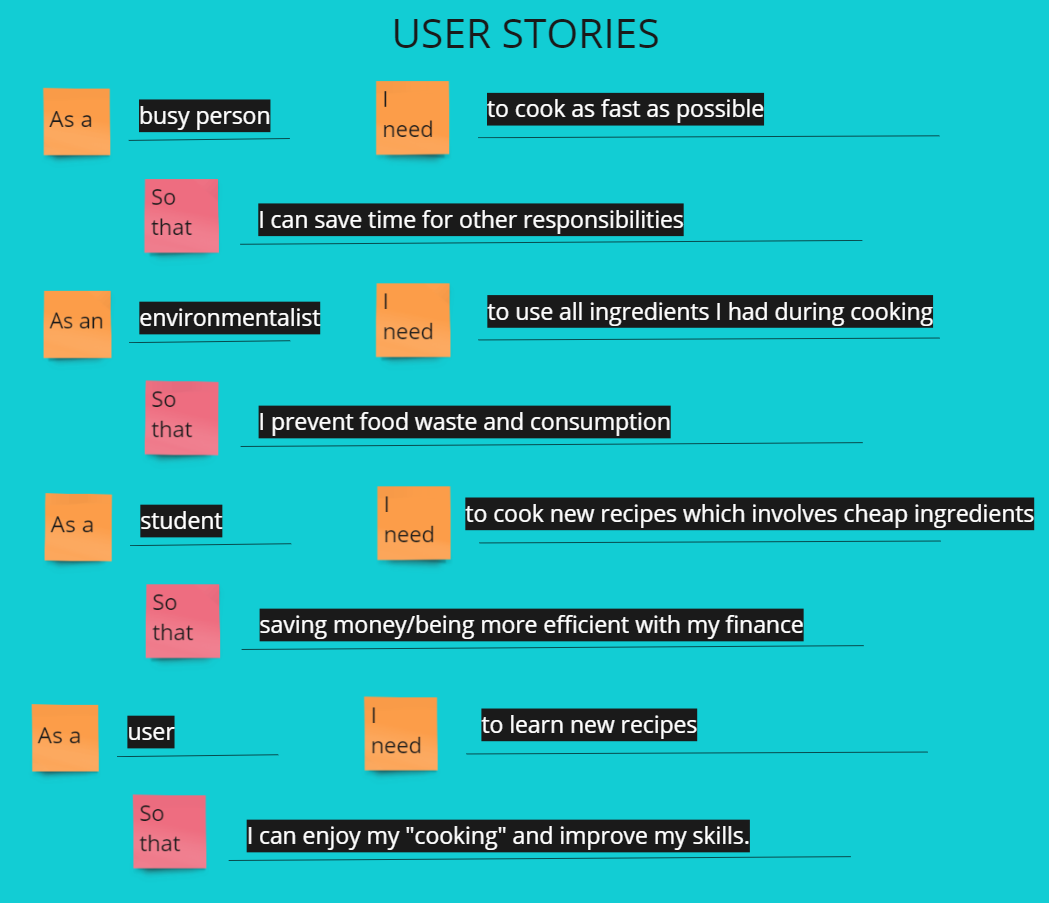 USER STORIES
As a busy person I need to cook as fast as possible
So that I can save time for other responsibilities
As an environmentalist I need to use all ingredients I had during cooking
So that I prevent food waste and consumption
As a student I need to cook new recipes which involves cheap ingredients
So that saving money/being more efficient with my finance
As a user I need to learn new recipes
So that I can enjoy my "cooking" and improve my skills.